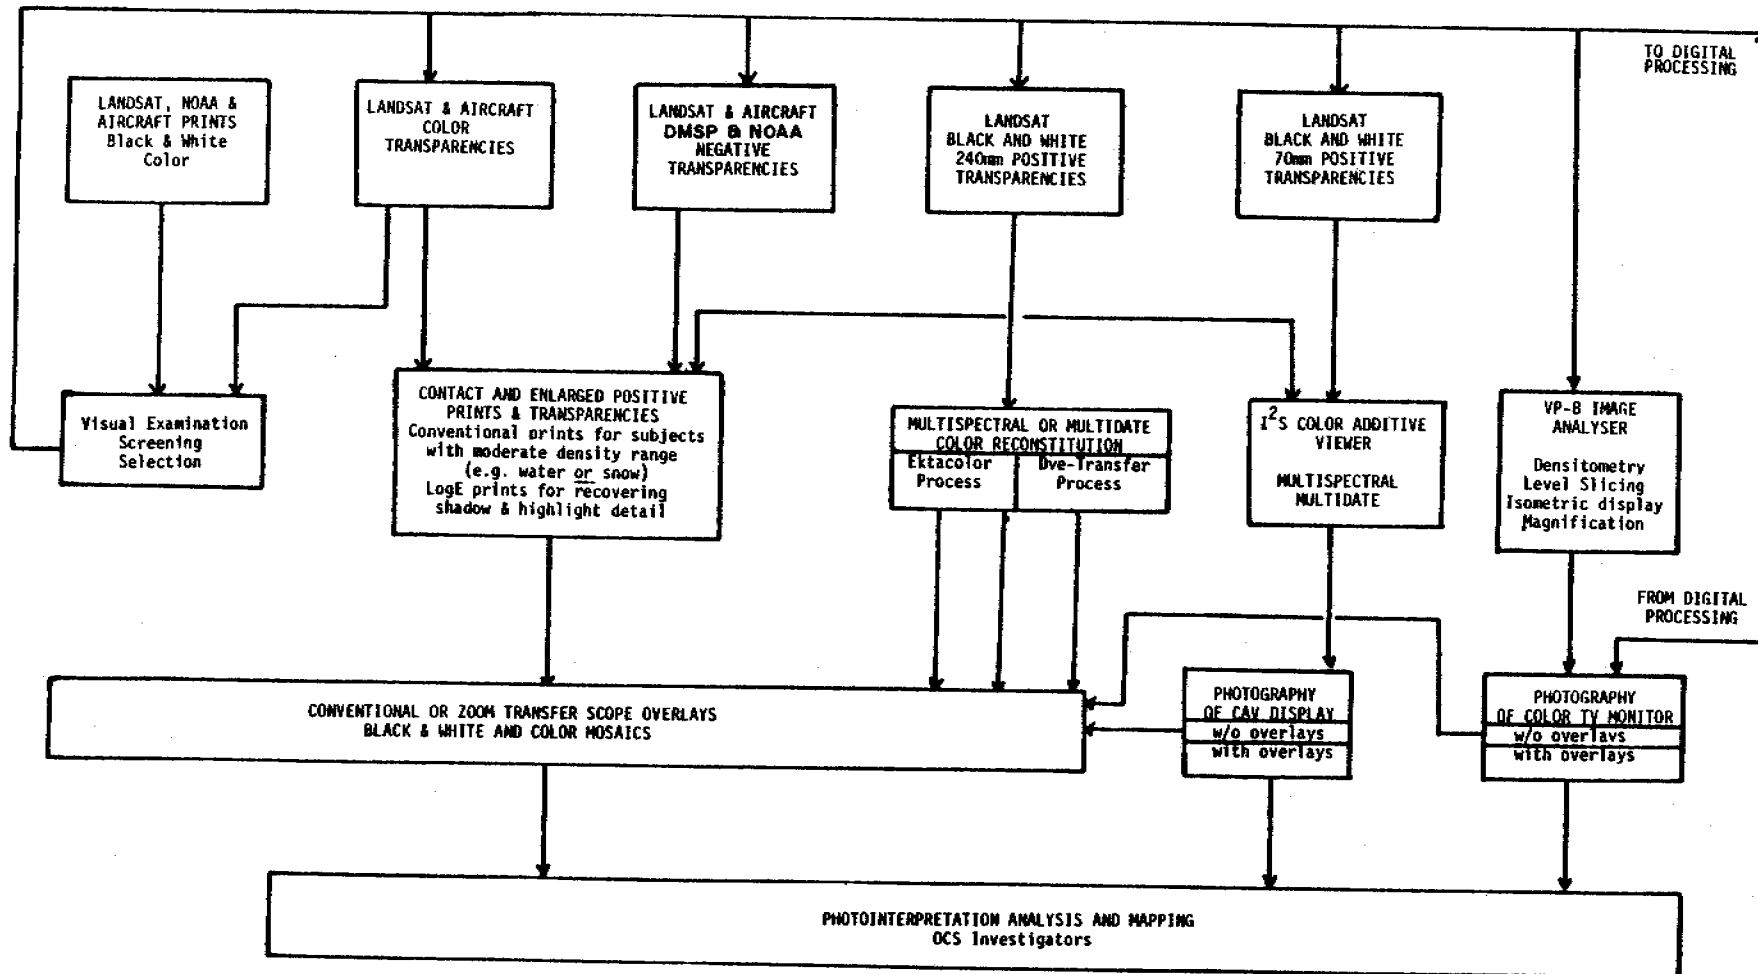 TO DIGITAL
PROCESSING
LANDSAT, NOAA &
AIRCRAFT PRINTS
Black & White
Color
LANDSAT & AIRCRAFT
COLOR
TRANSPARENCIES
LANDSAT & AIRCRAFT
DMSP & NOAA
NEGATIVE
TRANSPARENCIES
LANDSAT
BLACK AND WHITE
240mm POSITIVE
TRANSPARENCIES
LANDSAT
BLACK AND WHITE
70mm POSITIVE
TRANSPARENCIES
Visual Examination
Screening
Selection
CONTACT AND ENLARGED POSITIVE
PRINTS & TRANSPARENCIES
Conventional prints for subjects
with moderate density range
(e.g. water or snow)
LogE prints for recovering
shadow & highlight detail
MULTISPECTRAL OR MULTIDATE
COLOR RECONSTITUTION
Ektacolor
Process
Dye-Transfer
Process
I²S COLOR ADDITIVE
VIEWER
MULTISPECTRAL
MULTIDATE
VP-8 IMAGE
ANALYSER
Densitometry
Level Slicing
Isometric display
Magnification
FROM DIGITAL
PROCESSING
CONVENTIONAL OR ZOOM TRANSFER SCOPE OVERLAYS
BLACK & WHITE AND COLOR MOSAICS
PHOTOGRAPHY
OF CAV DISPLAY
w/o overlays
with overlays
PHOTOGRAPHY
OF COLOR TV MONITOR
w/o overlays
with overlays
PHOTOINTERPRETATION ANALYSIS AND MAPPING
OCS Investigators